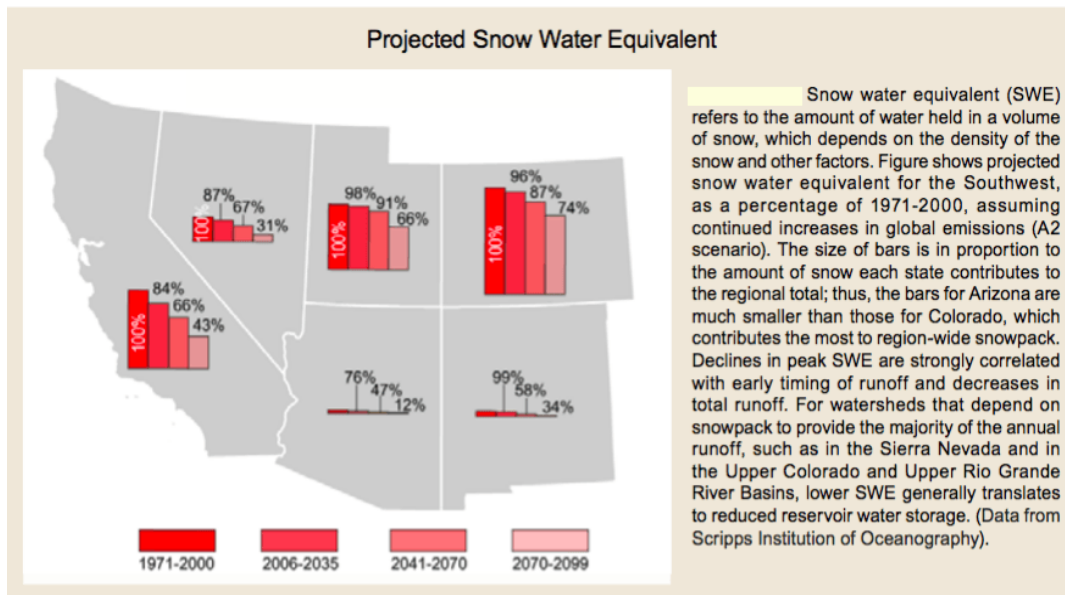 Projected Snow Water Equivalent
87%
67%
31%
100%
98%
91%
66%
100%
96%
87%
74%
100%
84%
66%
43%
100%
76%
47%
12%
99%
58%
34%
1971-2000
2006-2035
2041-2070
2070-2099
Snow water equivalent (SWE)
refers to the amount of water held in a volume
of snow, which depends on the density of the
snow and other factors. Figure shows projected
snow water equivalent for the Southwest,
as a percentage of 1971-2000, assuming
continued increases in global emissions (A2
scenario). The size of bars is in proportion to
the amount of snow each state contributes to
the regional total; thus, the bars for Arizona are
much smaller than those for Colorado, which
contributes the most to region-wide snowpack.
Declines in peak SWE are strongly correlated
with early timing of runoff and decreases in
total runoff. For watersheds that depend on
snowpack to provide the majority of the annual
runoff, such as in the Sierra Nevada and in
the Upper Colorado and Upper Rio Grande
River Basins, lower SWE generally translates
to reduced reservoir water storage. (Data from
Scripps Institution of Oceanography).